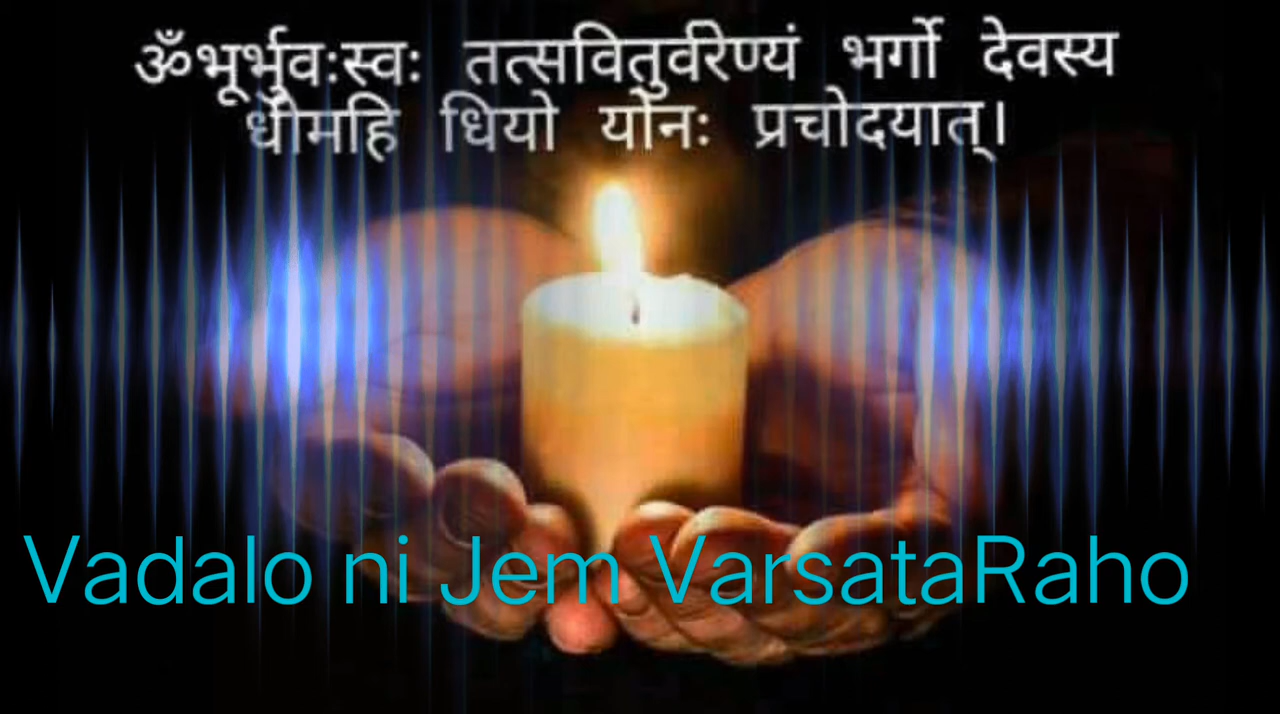 ॐभूर्भुवःस्वः तत्सवितुर्वरेण्यं भर्गो देवस्य
धीमहि धियो योनः प्रचोदयात्।
Vadalo ni Jem VarsataRaho